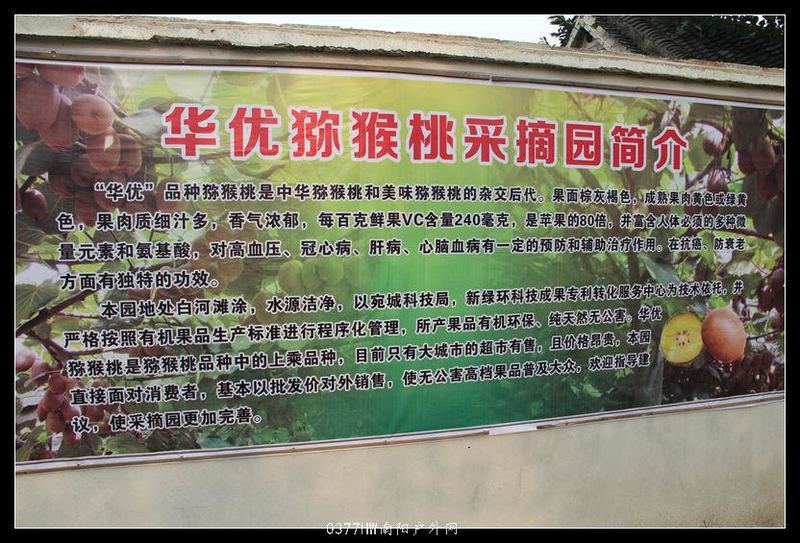 华优猕猴桃采摘园简介
“华优”品种猕猴桃是中华猕猴桃和美味猕猴桃的杂交后代。果面棕灰褐色，成熟果肉黄色或绿黄
色，果肉质细汁多，香气浓郁，每百克鲜果VC含量240毫克，是苹果的80倍，并富含人体必须的多种微
量元素和氨基酸，对高血压、冠心病、肝病、心脑血病有一定的预防和辅助治疗作用。在抗癌、防衰老
方面有独特的功效。
本园地处白河滩涂，水源洁净，以宛城科技局，新绿环科技成果专利转化服务中心为技术依托，并
严格按照有机果品生产标准进行程序化管理，所产果品有机环保、纯天然无公害。华优
猕猴桃是猕猴桃品种中的上乘品种，目前只有大城市的超市有售，且价格昂贵，本园
直接面对消费者，基本以批发价对外销售，使无公害高档果品普及大众，欢迎指导建
议，使采摘园更加完善。
0377HW南阳户外网